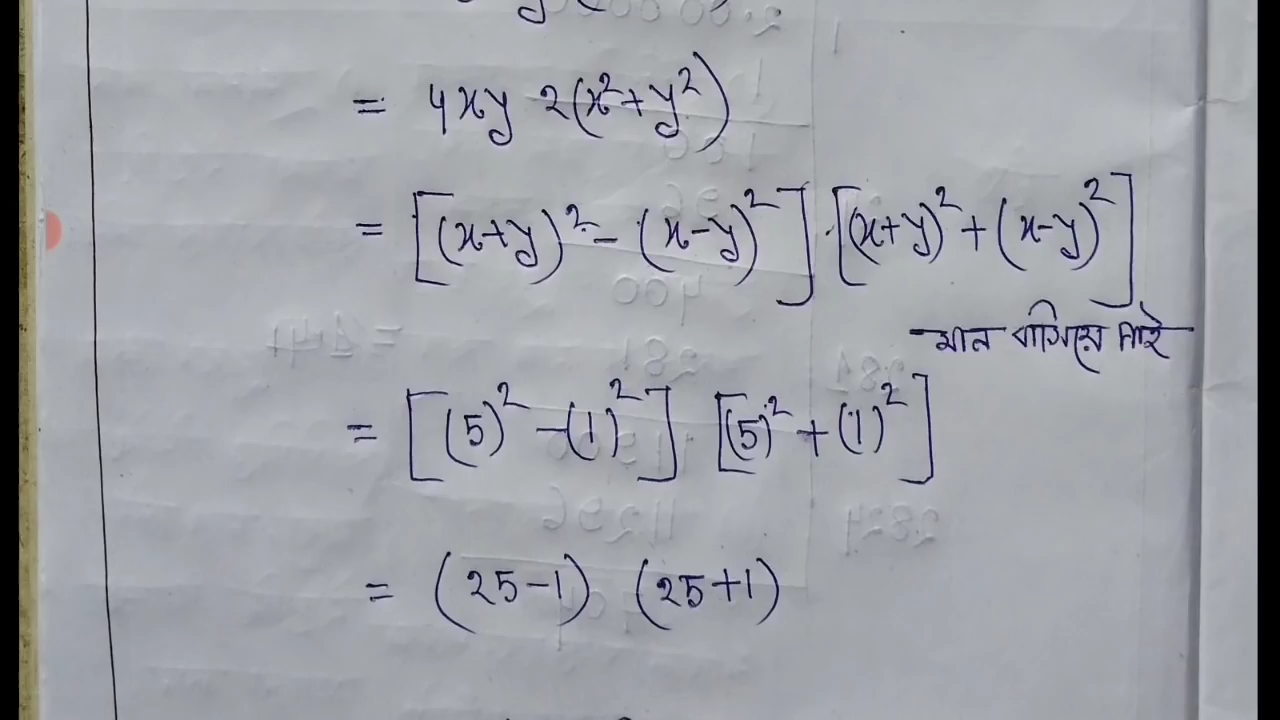 = 4xy 2(x²+y²)
= [(x+y)² - (x-y)²] · [(x+y)² + (x-y)²]
মান বসিয়ে পাই
= [(5)² - (1)²] [(5)² + (1)²]
= (25-1) (25+1)